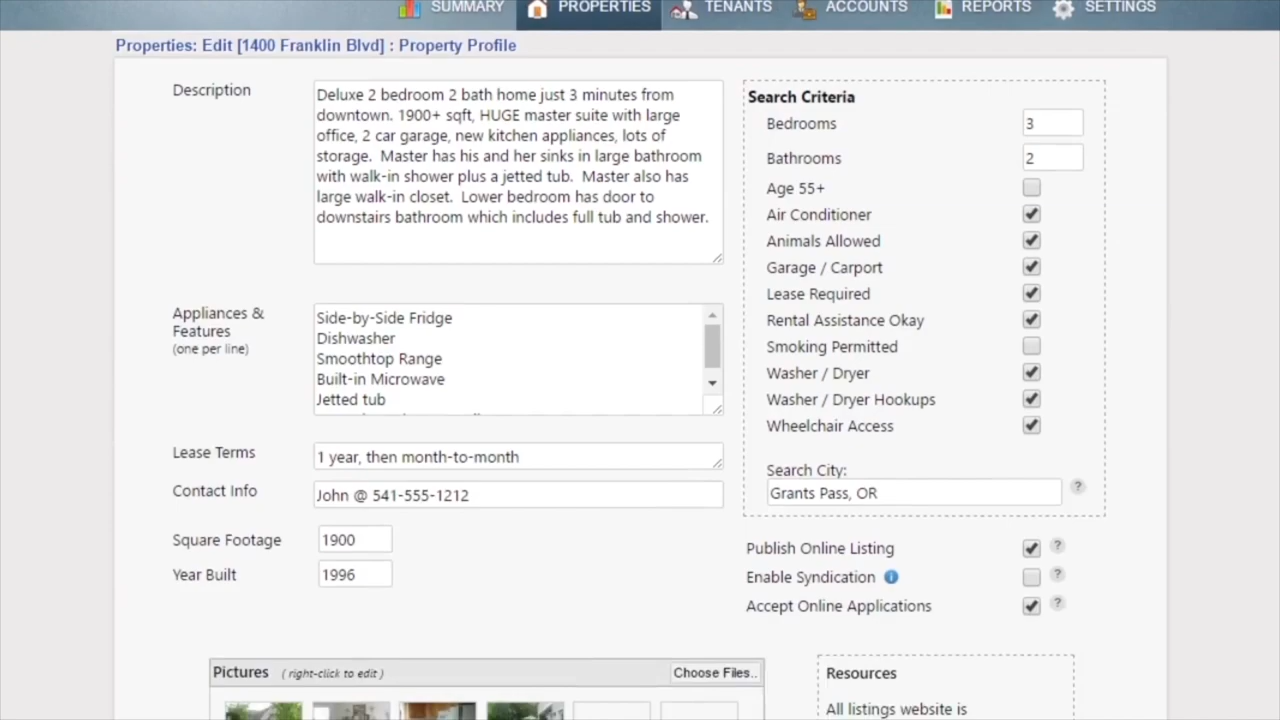 SUMMARY PROPERTIES TENANTS ACCOUNTS REPORTS SETTINGS
Properties: Edit [1400 Franklin Blvd] : Property Profile
Description
Deluxe 2 bedroom 2 bath home just 3 minutes from
downtown. 1900+ sqft, HUGE master suite with large
office, 2 car garage, new kitchen appliances, lots of
storage.  Master has his and her sinks in large bathroom
with walk-in shower plus a jetted tub.  Master also has
large walk-in closet.  Lower bedroom has door to
downstairs bathroom which includes full tub and shower.
Appliances &
Features
(one per line)
Side-by-Side Fridge
Dishwasher
Smoothtop Range
Built-in Microwave
Jetted tub
Lease Terms
1 year, then month-to-month
Contact Info
John @ 541-555-1212
Square Footage
1900
Year Built
1996
Search Criteria
Bedrooms
3
Bathrooms
2
Age 55+
Air Conditioner
Animals Allowed
Garage / Carport
Lease Required
Rental Assistance Okay
Smoking Permitted
Washer / Dryer
Washer / Dryer Hookups
Wheelchair Access
Search City:
Grants Pass, OR
?
Publish Online Listing ?
Enable Syndication i ?
Accept Online Applications ?
Pictures ( right-click to edit ) Choose Files..
Resources
All listings website is